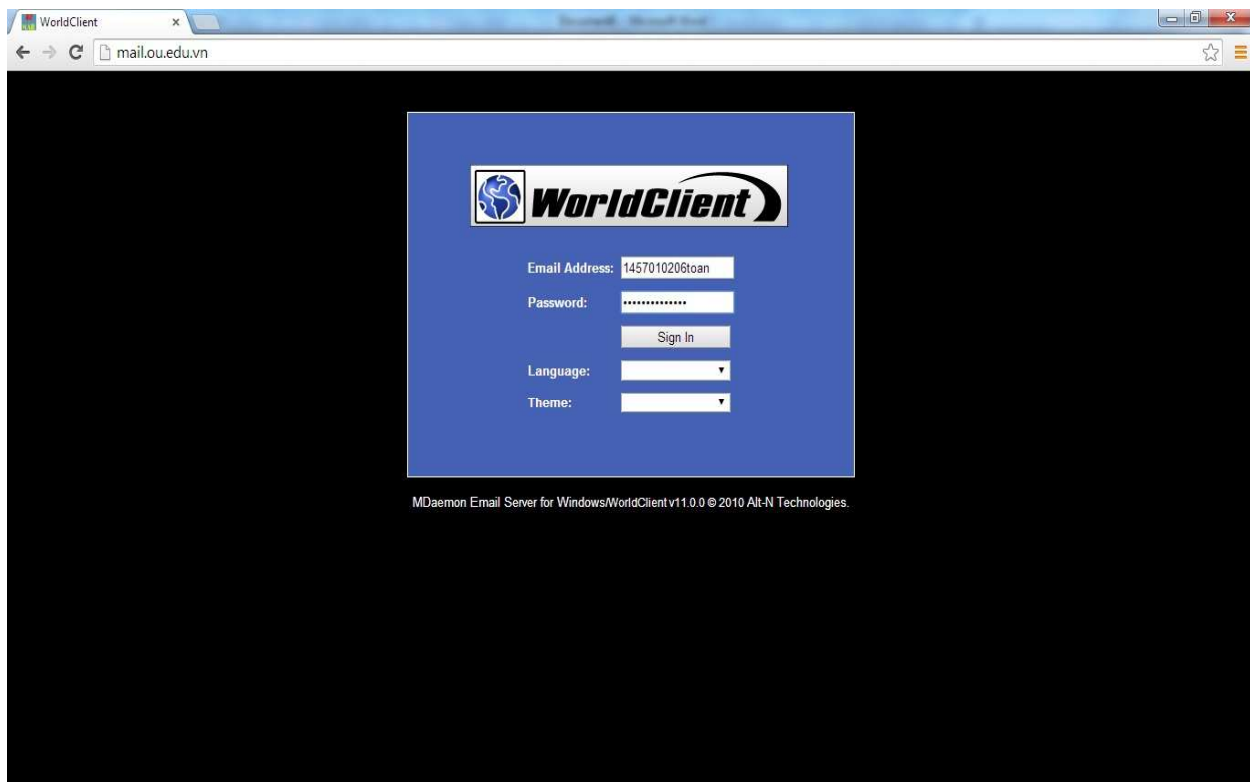 WorldClient
mail.ou.edu.vn
WorldClient
Email Address: 1457010206toan
Password: ••••••••••••••
Sign In
Language:
Theme:
MDaemon Email Server for Windows/WorldClient v11.0.0 © 2010 Alt-N Technologies.